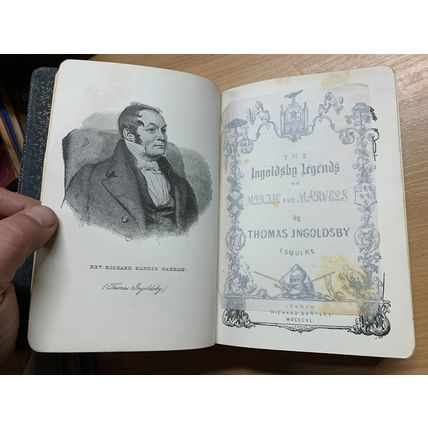 REV. RICHARD HARRIS BARHAM.
(Thomas Ingoldsby)
THE
Ingoldsby Legends
OR
MIRTH AND MARVELS
by
THOMAS INGOLDSBY
ESQUIRE
LONDON
RICHARD BENTLEY
MDCCCXL.